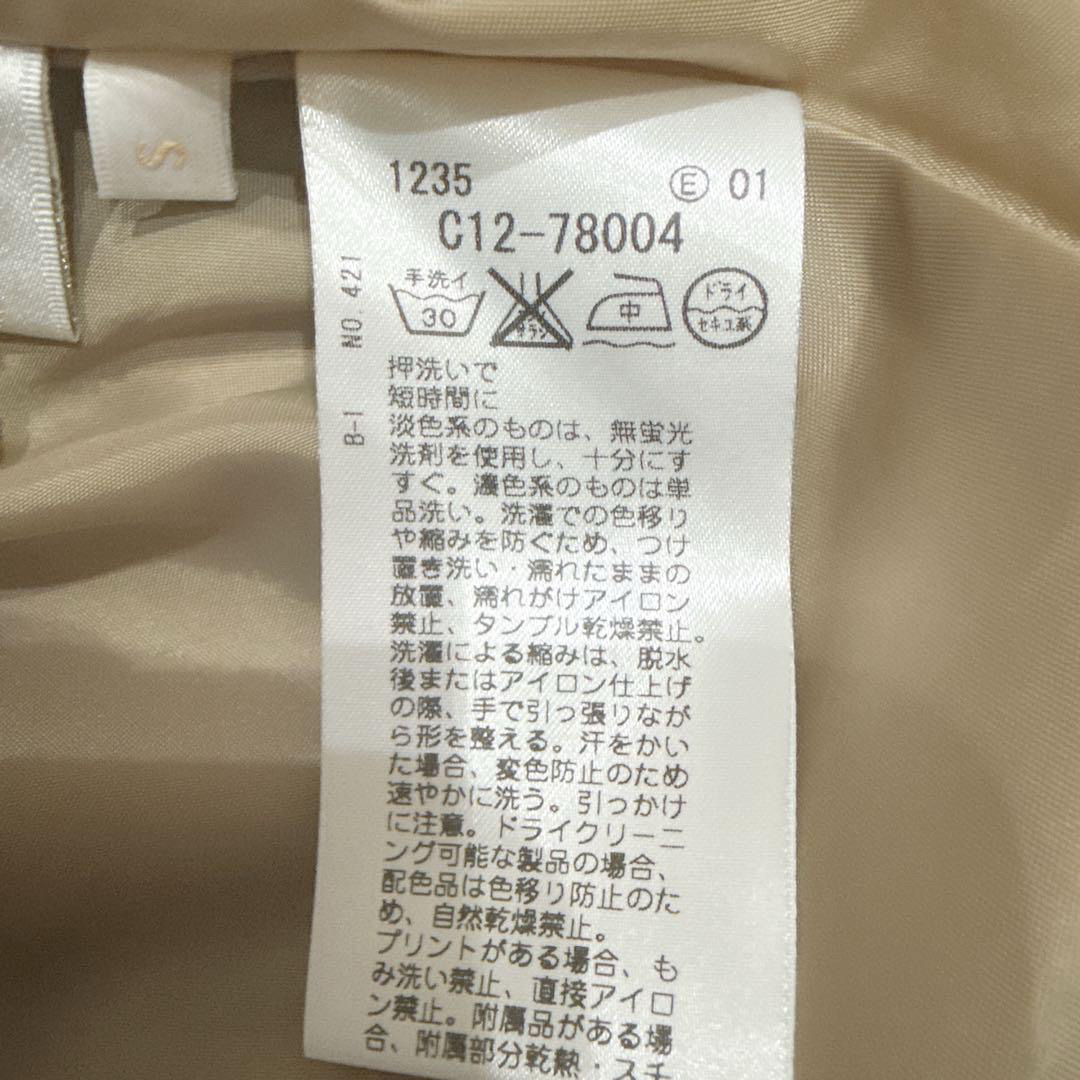 S
1235 Ⓔ 01
C12-78004
NO. 421
B-1
手洗イ
30
中
ドライ
セキユ系
押洗いで
短時間に
淡色系のものは、無蛍光
洗剤を使用し、十分にす
すぐ。濃色系のものは単
品洗い。洗濯での色移り
や縮みを防ぐため、つけ
置き洗い・濡れたままの
放置、濡れがけアイロン
禁止、タンブル乾燥禁止。
洗濯による縮みは、脱水
後またはアイロン仕上げ
の際、手で引っ張りなが
ら形を整える。汗をかい
た場合、変色防止のため
速やかに洗う。引っかけ
に注意。ドライクリーニ
ング可能な製品の場合、
配色品は色移り防止のた
め、自然乾燥禁止。
プリントがある場合、も
み洗い禁止、直接アイロ
ン禁止。附属品がある場
合、附属部分乾熱・スチ